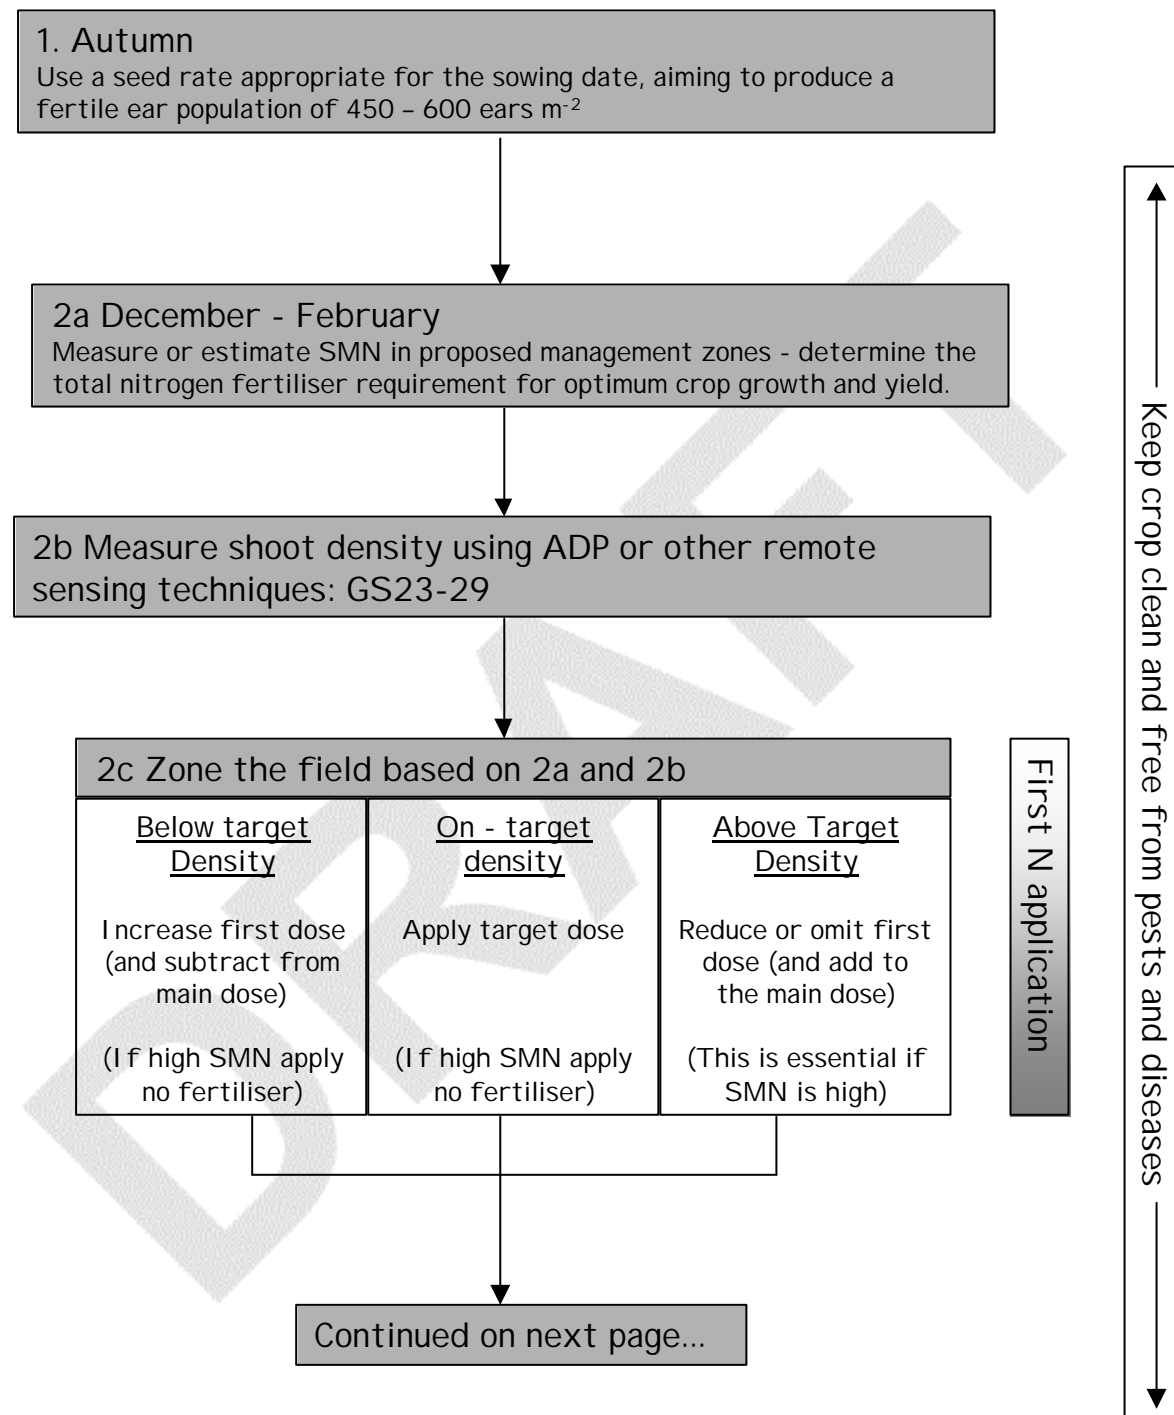 1. Autumn
Use a seed rate appropriate for the sowing date, aiming to produce a
fertile ear population of 450 – 600 ears m⁻²
2a December - February
Measure or estimate SMN in proposed management zones - determine the
total nitrogen fertiliser requirement for optimum crop growth and yield.
2b Measure shoot density using ADP or other remote
sensing techniques: GS23-29
2c Zone the field based on 2a and 2b
Below target
Density
Increase first dose
(and subtract from
main dose)
(If high SMN apply
no fertiliser)
On - target
density
Apply target dose
(If high SMN apply
no fertiliser)
Above Target
Density
Reduce or omit first
dose (and add to
the main dose)
(This is essential if
SMN is high)
First N application
Keep crop clean and free from pests and diseases
Continued on next page...
DRAFT